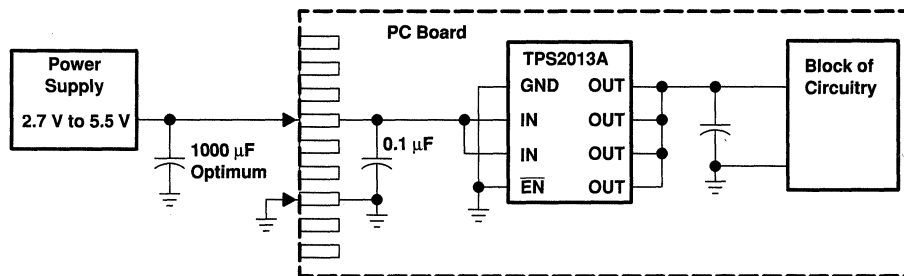 PC Board
Power
Supply
2.7 V to 5.5 V
1000 μF
Optimum
0.1 μF
TPS2013A
GND OUT
IN OUT
IN OUT
E̅N̅ OUT
Block of
Circuitry